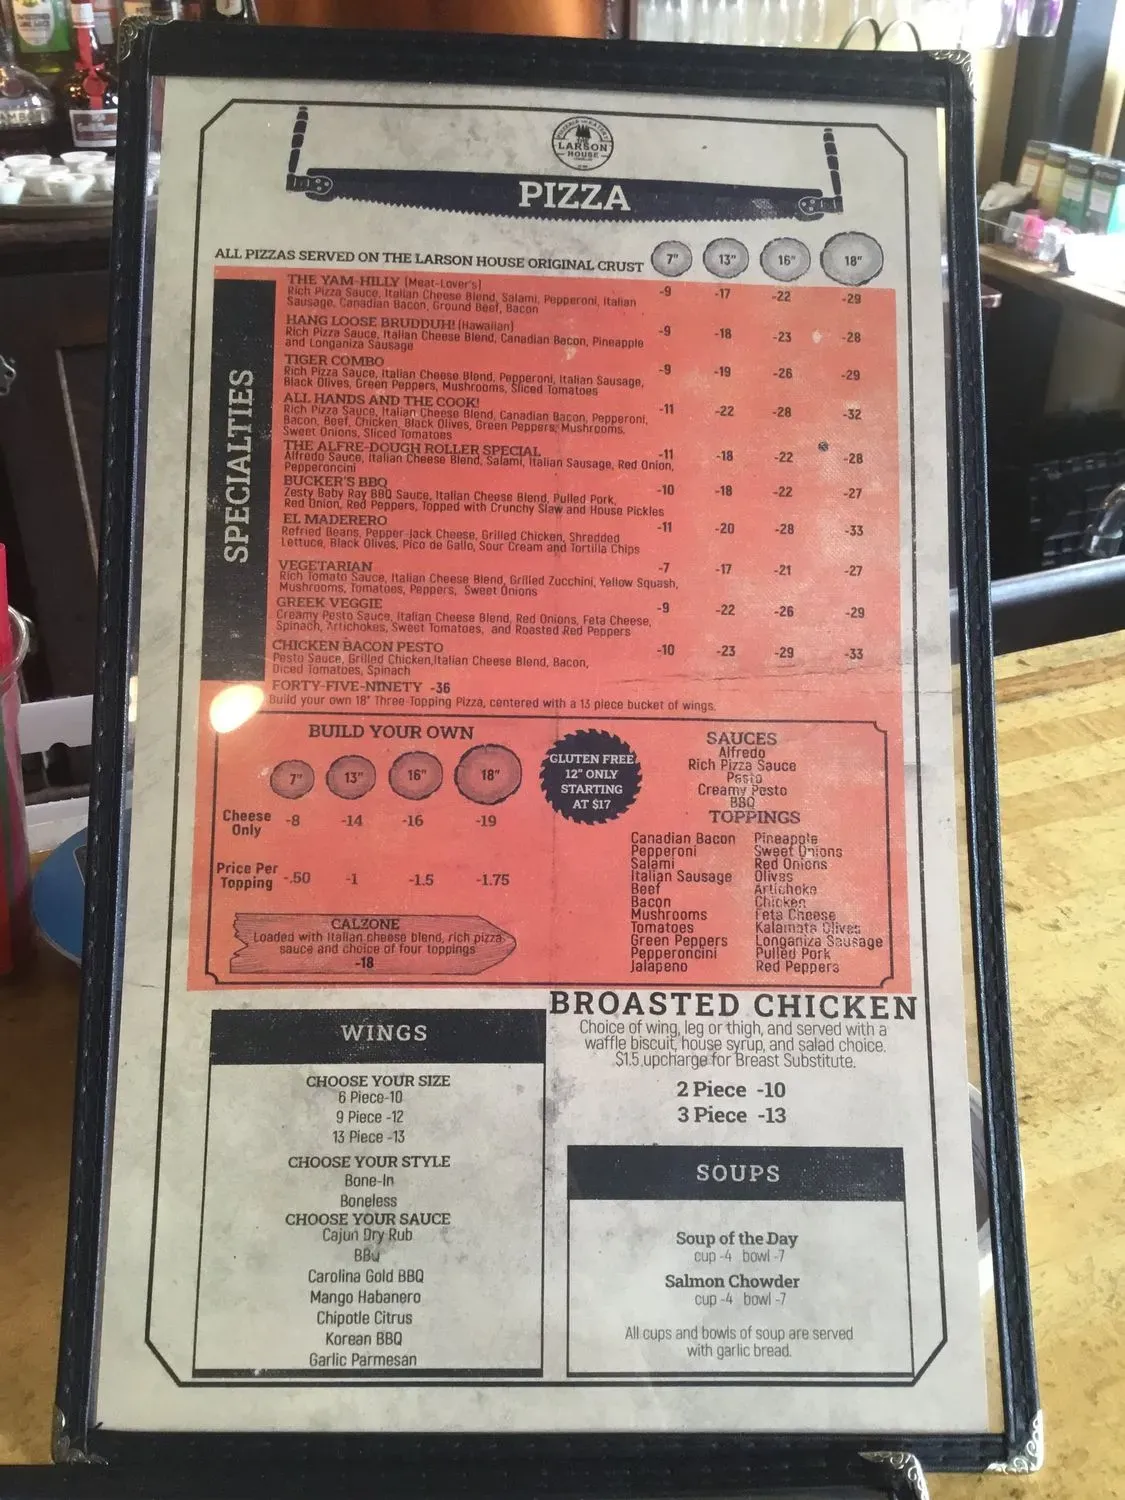 THE
LARSON
HOUSE
PIZZA
ALL PIZZAS SERVED ON THE LARSON HOUSE ORIGINAL CRUST 7" 13" 16" 18"
SPECIALTIES
THE YAM-HILLY (Meat-Lover's) -9 -17 -22 -29
Rich Pizza Sauce, Italian Cheese Blend, Salami, Pepperoni, Italian
Sausage, Canadian Bacon, Ground Beef, Bacon
HANG LOOSE BRUDDUH! (Hawaiian) -9 -18 -23 -28
Rich Pizza Sauce, Italian Cheese Blend, Canadian Bacon, Pineapple
and Longaniza Sausage
TIGER COMBO -9 -19 -26 -29
Rich Pizza Sauce, Italian Cheese Blend, Pepperoni, Italian Sausage,
Black Olives, Green Peppers, Mushrooms, Sliced Tomatoes
ALL HANDS AND THE COOK! -11 -22 -28 -32
Rich Pizza Sauce, Italian Cheese Blend, Canadian Bacon, Pepperoni,
Bacon, Beef, Chicken, Black Olives, Green Peppers, Mushrooms,
Sweet Onions, Sliced Tomatoes
THE ALFRE-DOUGH ROLLER SPECIAL -11 -18 -22 -28
Alfredo Sauce, Italian Cheese Blend, Salami, Italian Sausage, Red Onion,
Pepperoncini
BUCKER'S BBQ -10 -18 -22 -27
Zesty Baby Ray BBQ Sauce, Italian Cheese Blend, Pulled Pork,
Red Onion, Red Peppers, Topped with Crunchy Slaw and House Pickles
EL MADERERO -11 -20 -28 -33
Refried Beans, Pepper Jack Cheese, Grilled Chicken, Shredded
Lettuce, Black Olives, Pico de Gallo, Sour Cream and Tortilla Chips
VEGETARIAN -7 -17 -21 -27
Rich Tomato Sauce, Italian Cheese Blend, Grilled Zucchini, Yellow Squash,
Mushrooms, Tomatoes, Peppers, Sweet Onions
GREEK VEGGIE -9 -22 -26 -29
Creamy Pesto Sauce, Italian Cheese Blend, Red Onions, Feta Cheese,
Spinach, Artichokes, Sweet Tomatoes, and Roasted Red Peppers
CHICKEN BACON PESTO -10 -23 -29 -33
Pesto Sauce, Grilled Chicken,Italian Cheese Blend, Bacon,
Diced Tomatoes, Spinach
FORTY-FIVE-NINETY -36
Build your own 18" Three-Topping Pizza, centered with a 13 piece bucket of wings.
BUILD YOUR OWN
7" 13" 16" 18"
Cheese
Only -8 -14 -16 -19
Price Per
Topping -.50 -1 -1.5 -1.75
CALZONE
Loaded with Italian cheese blend, rich pizza
sauce and choice of four toppings
-18
GLUTEN FREE
12" ONLY
STARTING
AT $17
SAUCES
Alfredo
Rich Pizza Sauce
Pesto
Creamy Pesto
BBQ
TOPPINGS
Canadian Bacon Pineapple
Pepperoni Sweet Onions
Salami Red Onions
Italian Sausage Olives
Beef Artichoke
Bacon Chicken
Mushrooms Feta Cheese
Tomatoes Kalamata Olives
Green Peppers Longaniza Sausage
Pepperoncini Pulled Pork
Jalapeno Red Peppers
WINGS
CHOOSE YOUR SIZE
6 Piece-10
9 Piece -12
13 Piece -13
CHOOSE YOUR STYLE
Bone-In
Boneless
CHOOSE YOUR SAUCE
Cajun Dry Rub
BBQ
Carolina Gold BBQ
Mango Habanero
Chipotle Citrus
Korean BBQ
Garlic Parmesan
BROASTED CHICKEN
Choice of wing, leg or thigh, and served with a
waffle biscuit, house syrup, and salad choice.
$1.5 upcharge for Breast Substitute.
2 Piece -10
3 Piece -13
SOUPS
Soup of the Day
cup -4 bowl -7
Salmon Chowder
cup -4 bowl -7
All cups and bowls of soup are served
with garlic bread.